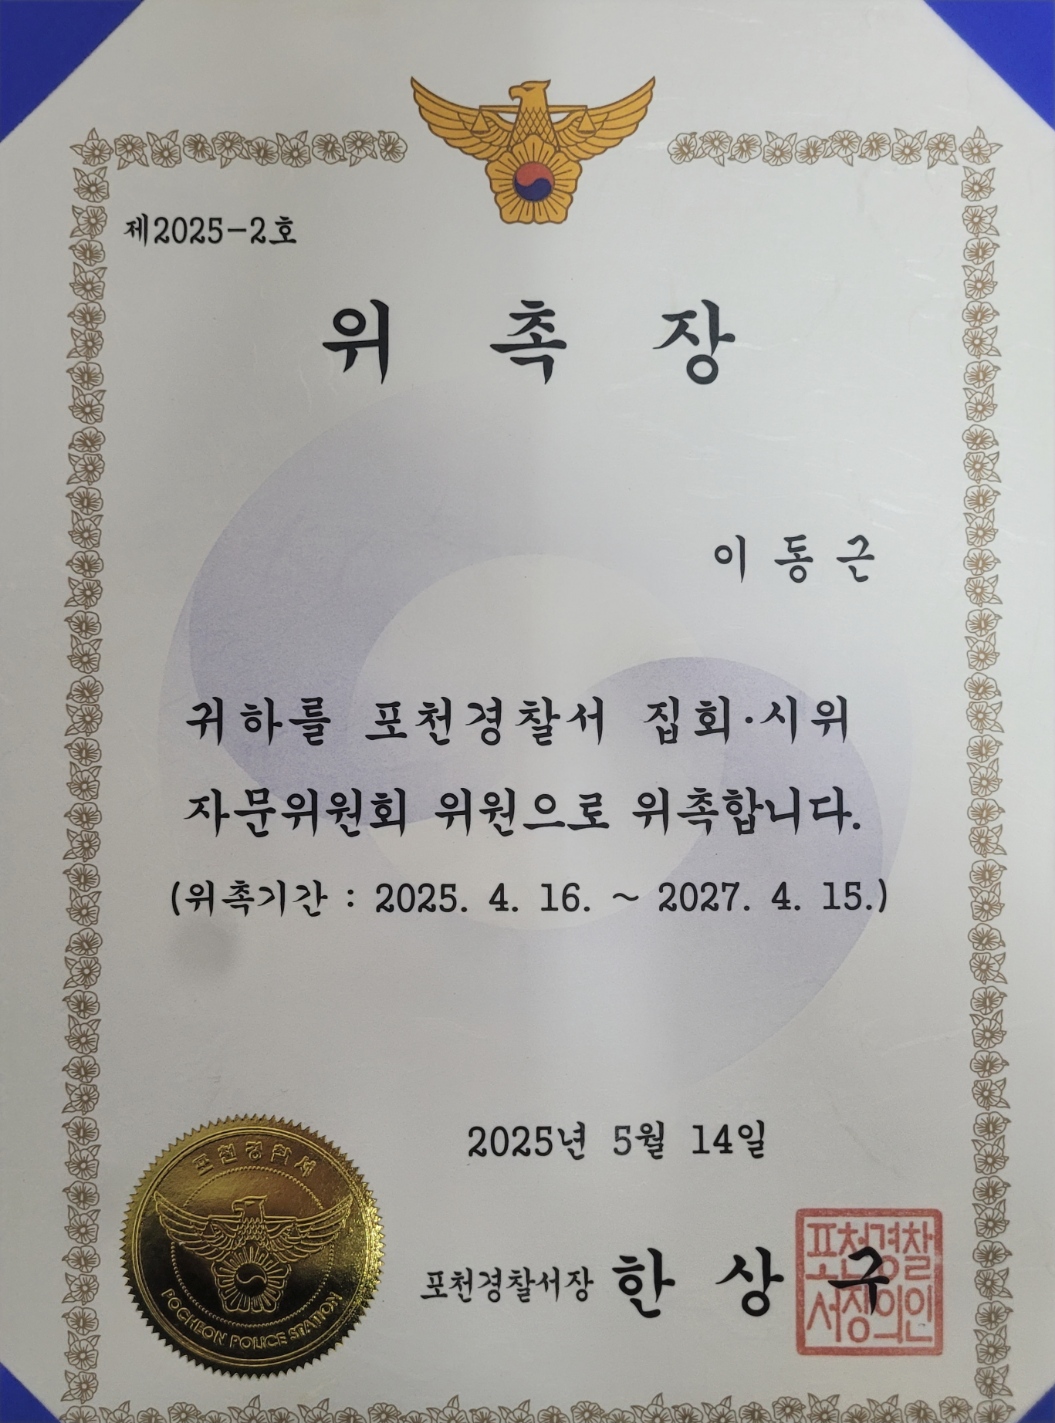 제2025-2호
위 촉 장
이 동 근
귀하를 포천경찰서 집회·시위
자문위원회 위원으로 위촉합니다.
(위촉기간 : 2025. 4. 16. ~ 2027. 4. 15.)
2025년 5월 14일
포천경찰서장 한 상 구
포천경찰
서장의인
포천경찰서
POCHEON POLICE STATION